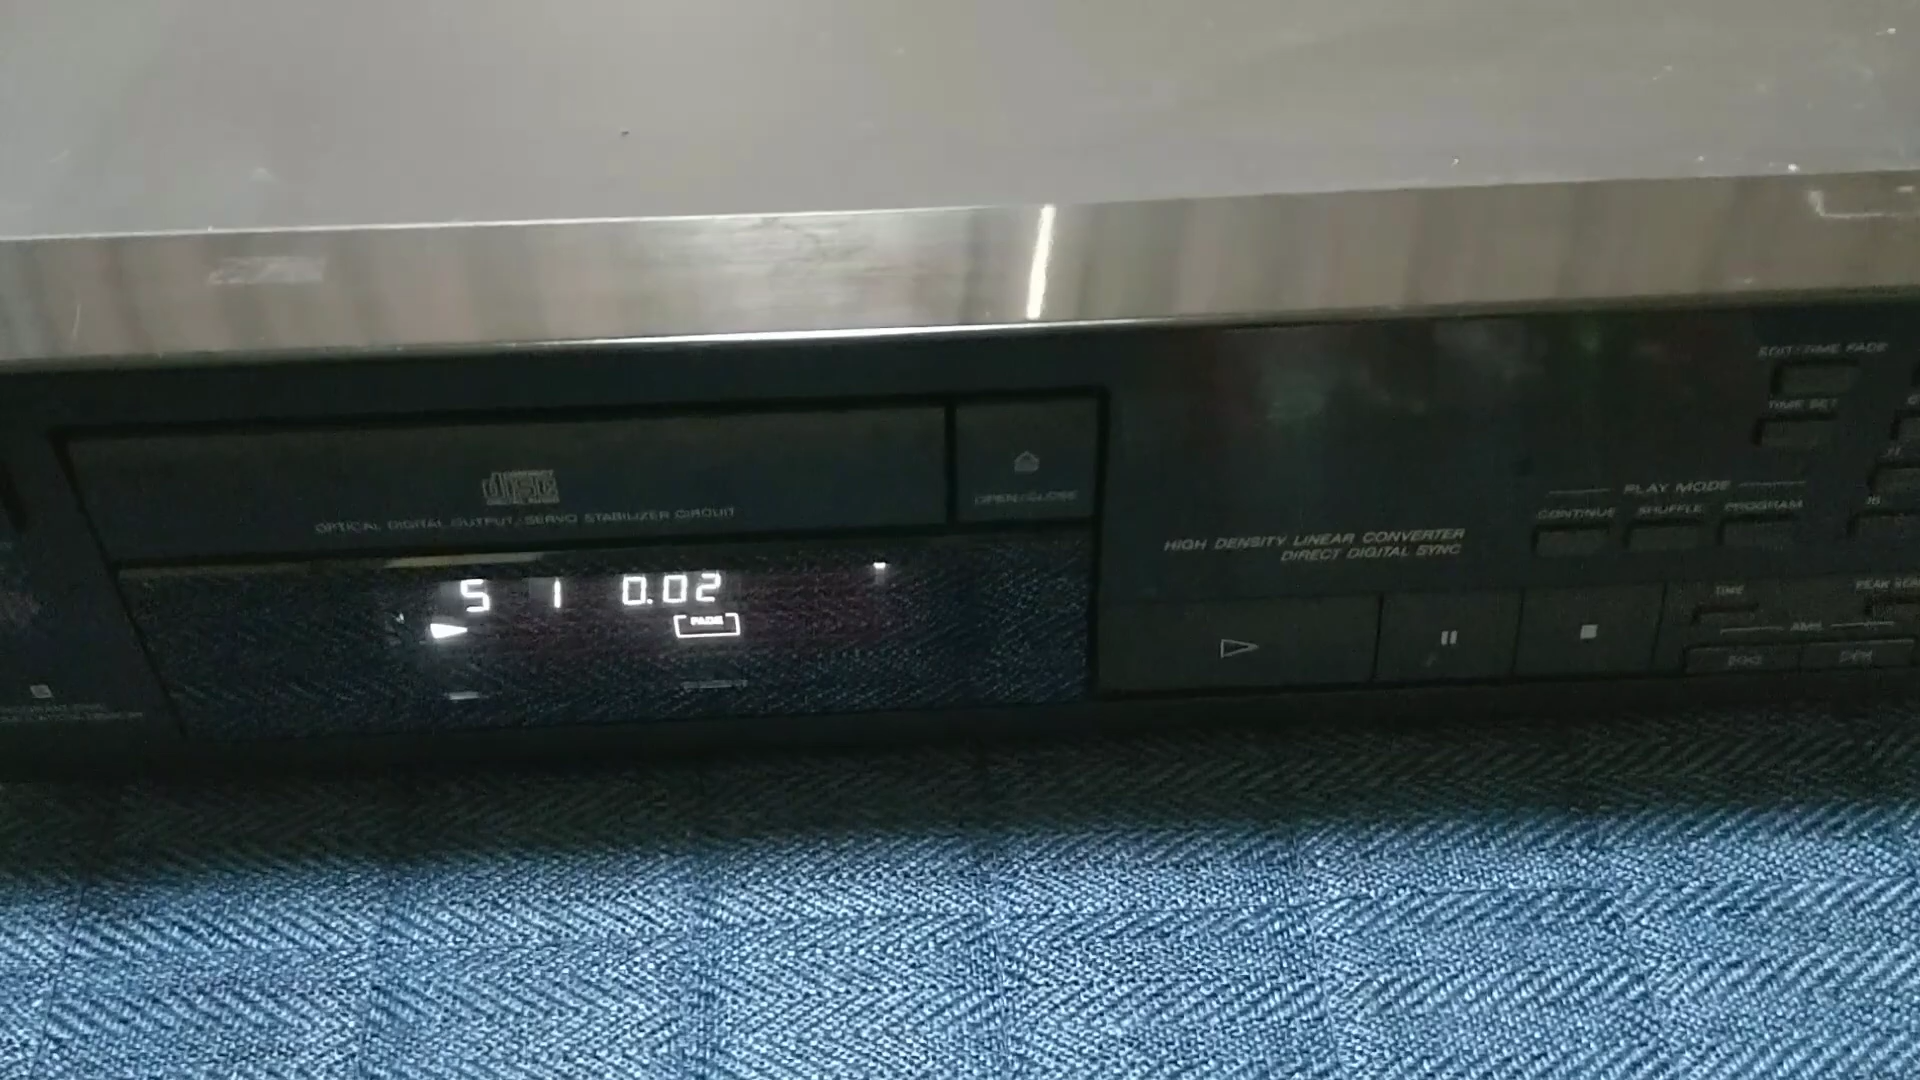 EDIT/TIME FADE
TIME SET
disc
OPEN/CLOSE
OPTICAL DIGITAL OUTPUT/SERVO STABILIZER CIRCUIT
PLAY MODE
CONTINUE SHUFFLE PROGRAM
HIGH DENSITY LINEAR CONVERTER
DIRECT DIGITAL SYNC
5 1 0.02
FADE
TIME
AMS